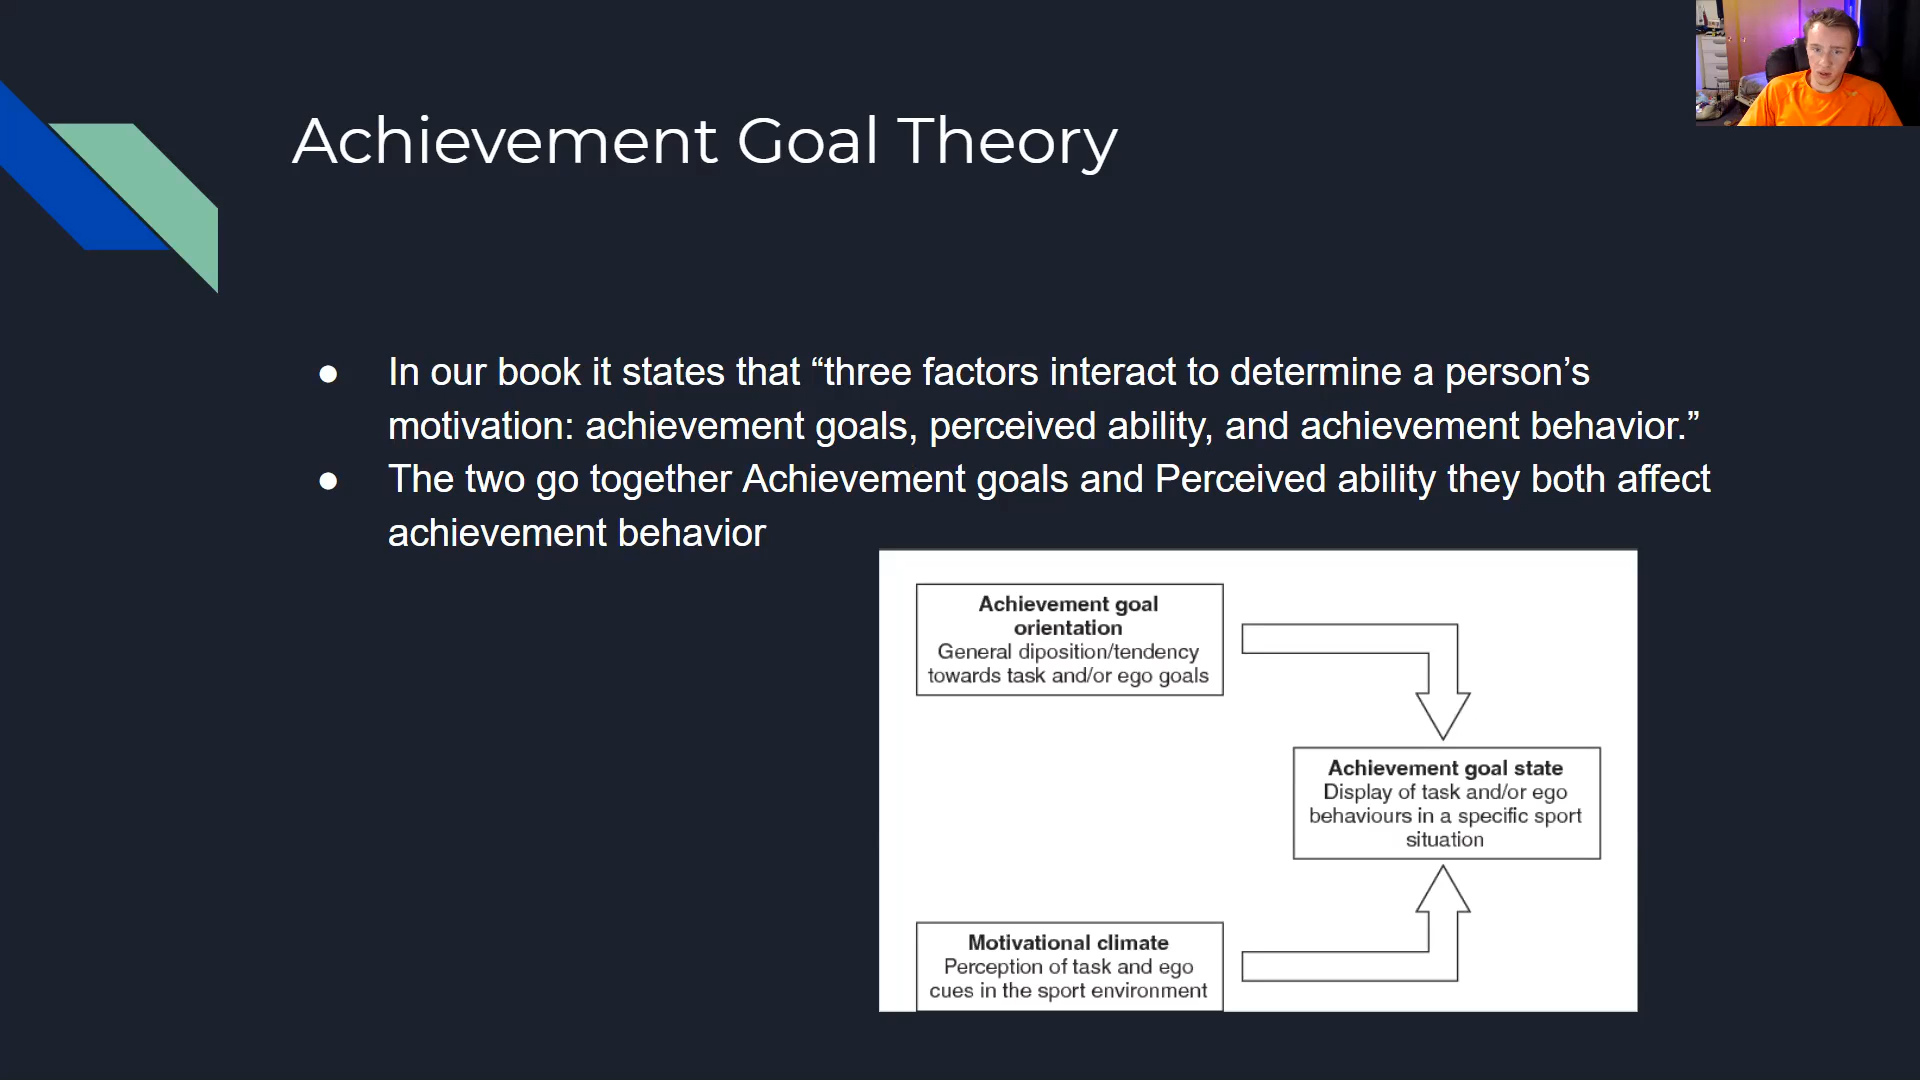 Achievement Goal Theory
● In our book it states that “three factors interact to determine a person’s
motivation: achievement goals, perceived ability, and achievement behavior.”
● The two go together Achievement goals and Perceived ability they both affect
achievement behavior
Achievement goal
orientation
General diposition/tendency
towards task and/or ego goals
Achievement goal state
Display of task and/or ego
behaviours in a specific sport
situation
Motivational climate
Perception of task and ego
cues in the sport environment